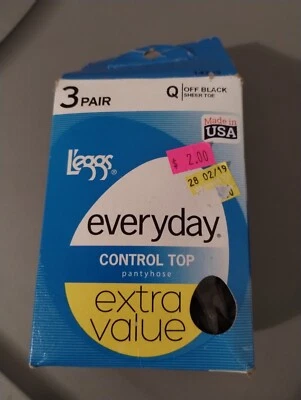 3 PAIR
Q OFF BLACK
SHEER TOE
Made in
USA
L'eggs®
$ 2.00
28 02/19
everyday®
CONTROL TOP
pantyhose
extra
value